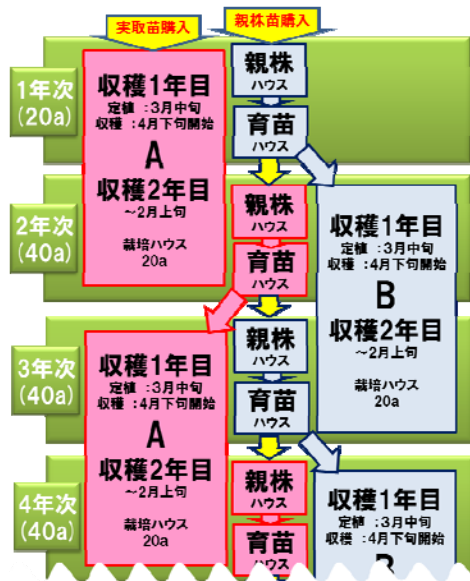 実取苗購入
親株苗購入
1年次
(20a)
収穫1年目
定植 :3月中旬
収穫 :4月下旬開始
A
収穫2年目
~2月上旬
栽培ハウス
20a
親株
ハウス
育苗
ハウス
2年次
(40a)
親株
ハウス
育苗
ハウス
収穫1年目
定植 :3月中旬
収穫 :4月下旬開始
B
収穫2年目
~2月上旬
栽培ハウス
20a
3年次
(40a)
収穫1年目
定植 :3月中旬
収穫 :4月下旬開始
A
収穫2年目
~2月上旬
栽培ハウス
20a
親株
ハウス
育苗
ハウス
4年次
(40a)
親株
ハウス
育苗
ハウス
収穫1年目
定植 :3月中旬
収穫 :4月下旬開始
B